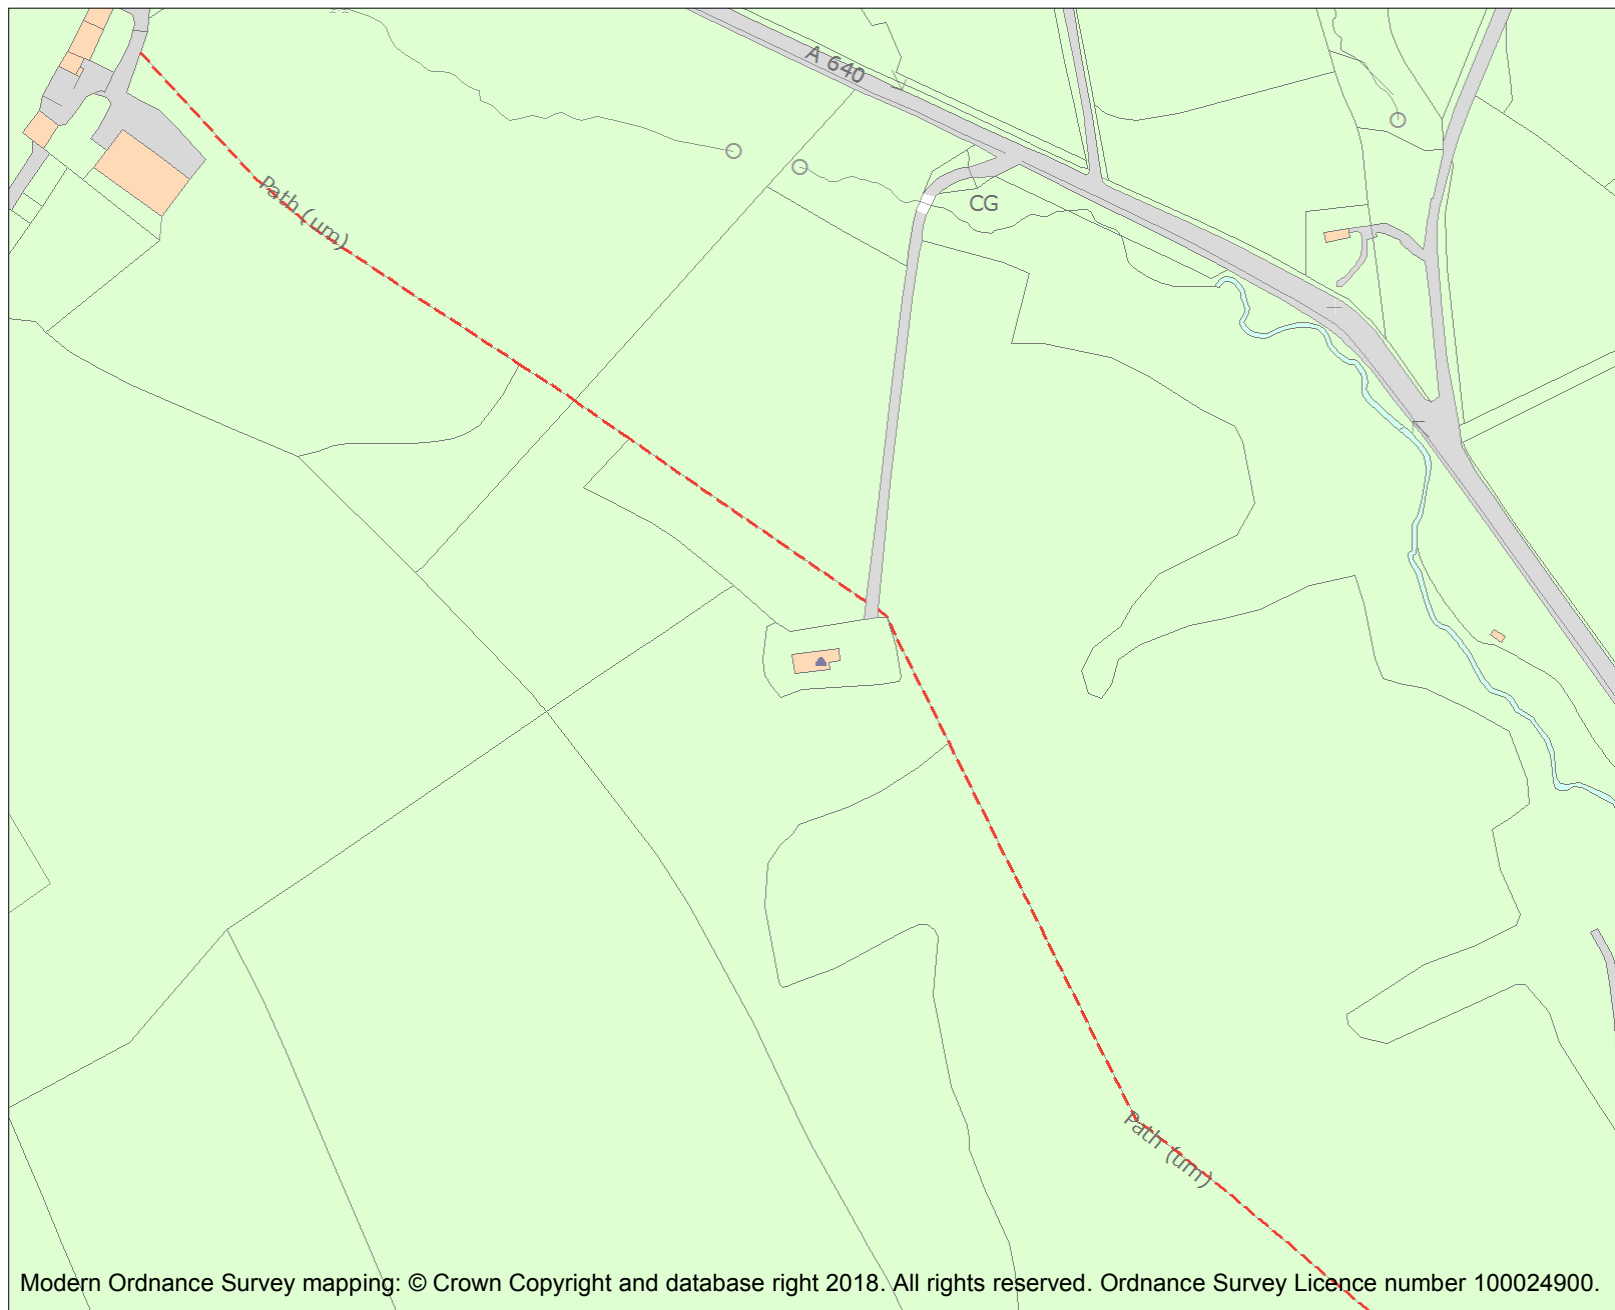 A 640
Path (um)
CG
Path (um)
Modern Ordnance Survey mapping: © Crown Copyright and database right 2018. All rights reserved. Ordnance Survey Licence number 100024900.